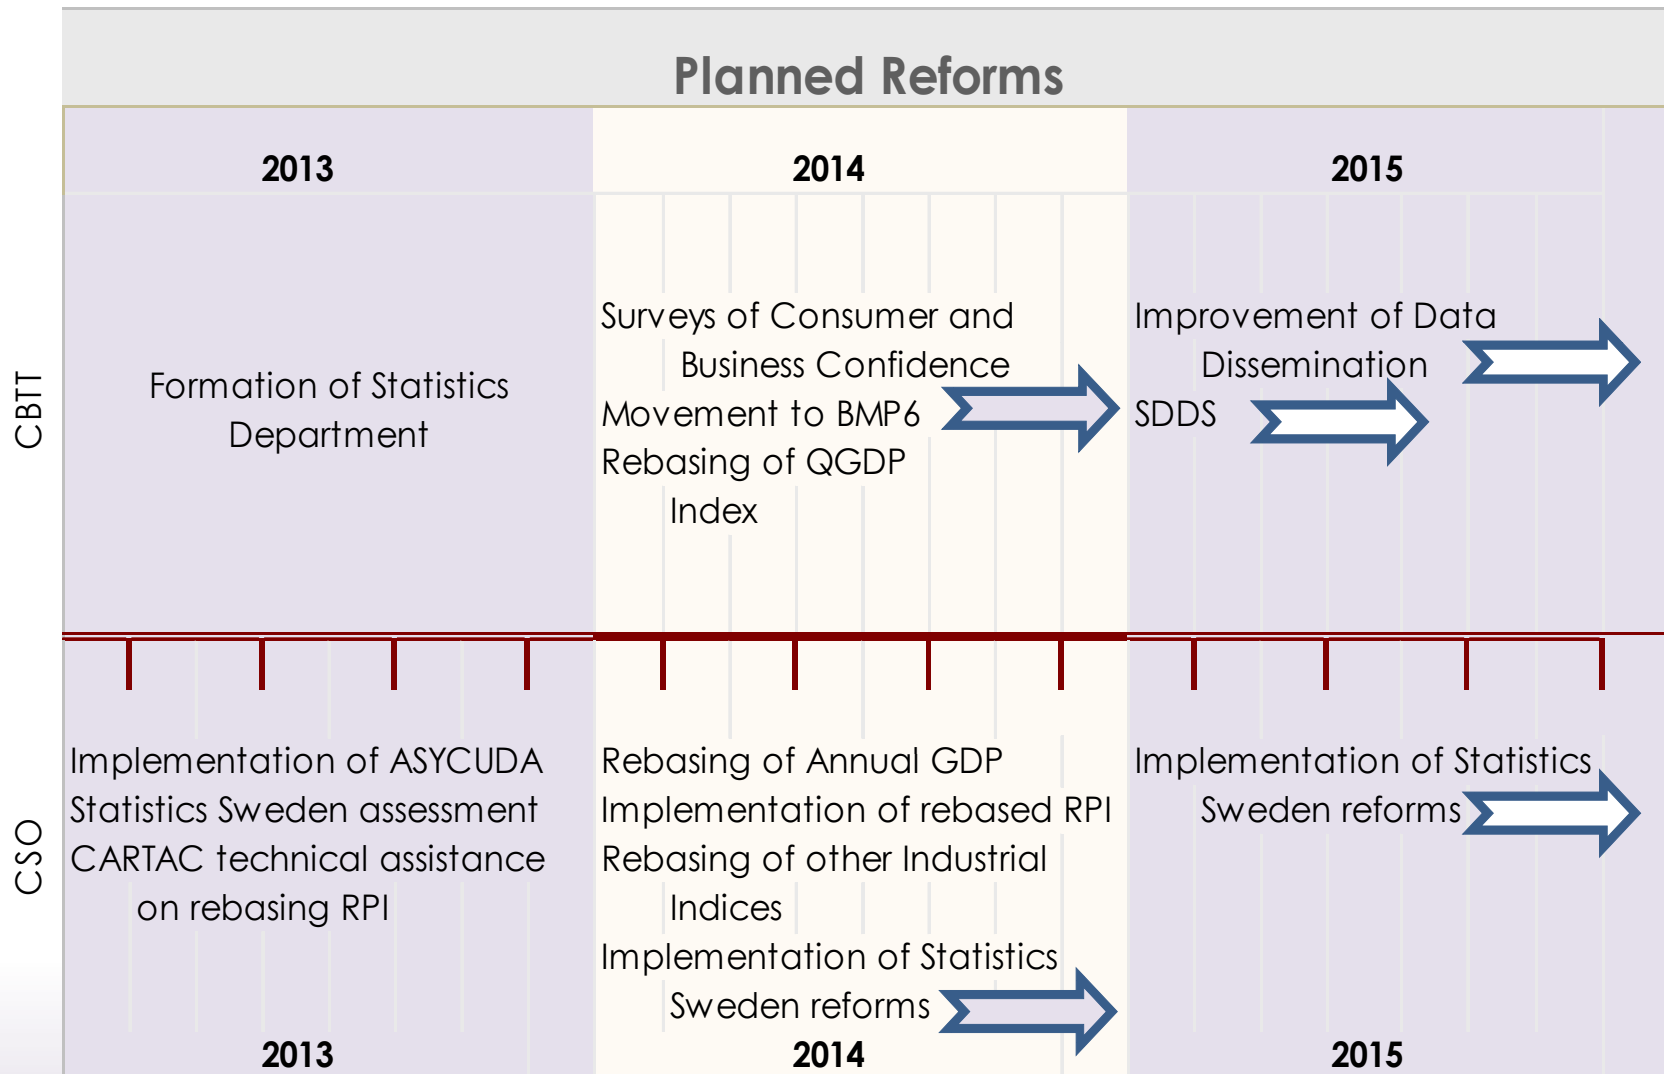 Planned Reforms
2013
2014
2015
CBTT
Formation of Statistics
Department
Surveys of Consumer and
Business Confidence
Movement to BMP6
Rebasing of QGDP
Index
Improvement of Data
Dissemination
SDDS
CSO
Implementation of ASYCUDA
Statistics Sweden assessment
CARTAC technical assistance
on rebasing RPI
Rebasing of Annual GDP
Implementation of rebased RPI
Rebasing of other Industrial
Indices
Implementation of Statistics
Sweden reforms
Implementation of Statistics
Sweden reforms
2013
2014
2015